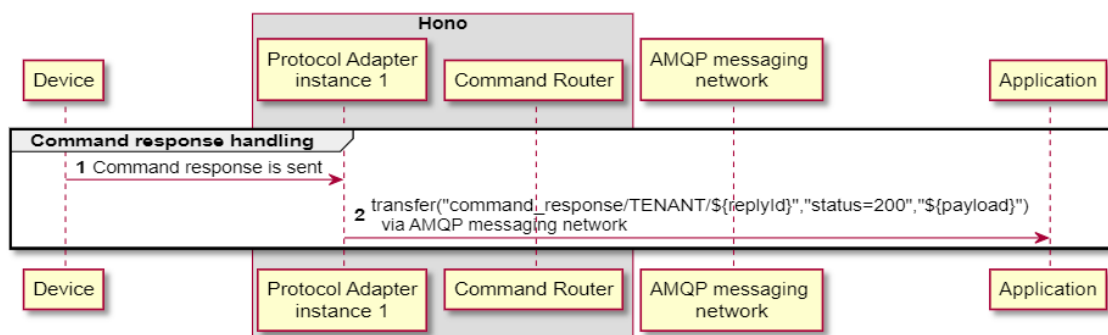 Hono
Device
Protocol Adapter
instance 1
Command Router
AMQP messaging
network
Application
Command response handling
1 Command response is sent
2 transfer("command_response/TENANT/${replyId}","status=200","${payload}")
via AMQP messaging network
Device
Protocol Adapter
instance 1
Command Router
AMQP messaging
network
Application